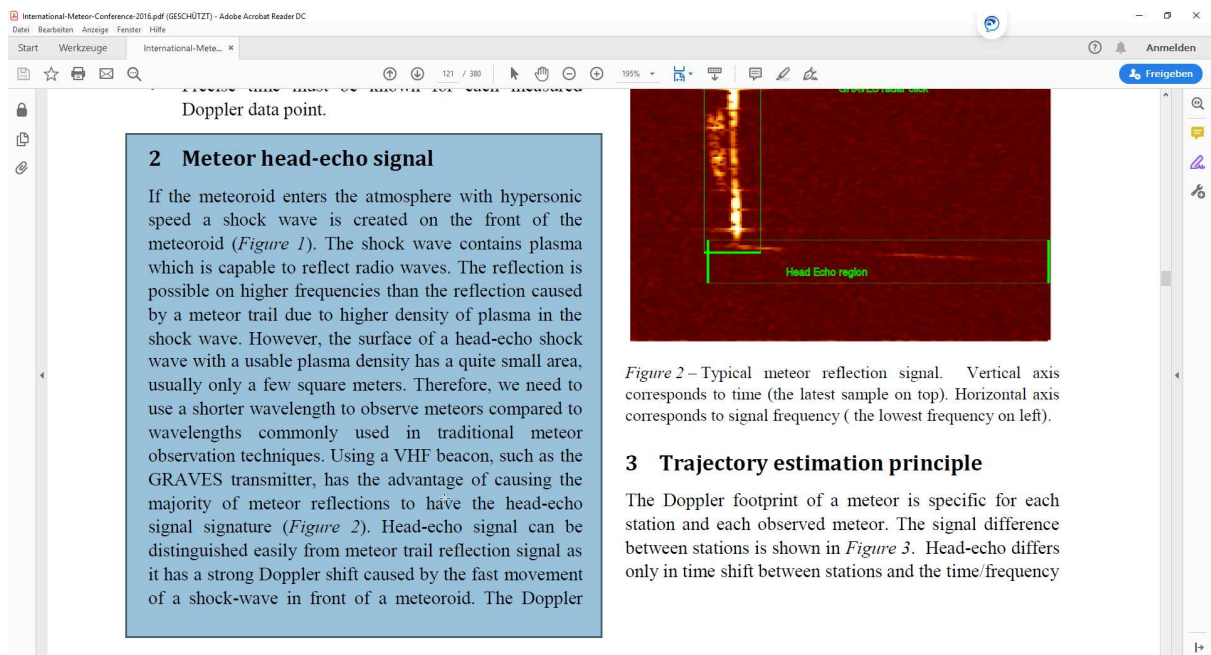 International-Meteor-Conference-2016.pdf (GESCHÜTZT) - Adobe Acrobat Reader DC
Datei Bearbeiten Anzeige Fenster Hilfe
Start Werkzeuge International-Mete... × Anmelden
121 / 380 195% Freigeben
Precise time must be known for each measured
Doppler data point.
2 Meteor head-echo signal
If the meteoroid enters the atmosphere with hypersonic
speed a shock wave is created on the front of the
meteoroid (Figure 1). The shock wave contains plasma
which is capable to reflect radio waves. The reflection is
possible on higher frequencies than the reflection caused
by a meteor trail due to higher density of plasma in the
shock wave. However, the surface of a head-echo shock
wave with a usable plasma density has a quite small area,
usually only a few square meters. Therefore, we need to
use a shorter wavelength to observe meteors compared to
wavelengths commonly used in traditional meteor
observation techniques. Using a VHF beacon, such as the
GRAVES transmitter, has the advantage of causing the
majority of meteor reflections to have the head-echo
signal signature (Figure 2). Head-echo signal can be
distinguished easily from meteor trail reflection signal as
it has a strong Doppler shift caused by the fast movement
of a shock-wave in front of a meteoroid. The Doppler
GRAVES radar click
Head Echo region
Figure 2 – Typical meteor reflection signal. Vertical axis
corresponds to time (the latest sample on top). Horizontal axis
corresponds to signal frequency ( the lowest frequency on left).
3 Trajectory estimation principle
The Doppler footprint of a meteor is specific for each
station and each observed meteor. The signal difference
between stations is shown in Figure 3. Head-echo differs
only in time shift between stations and the time/frequency